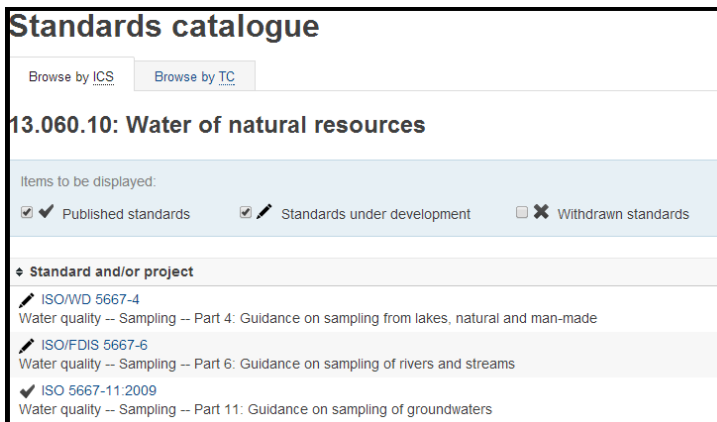 Standards catalogue
Browse by ICS Browse by TC
13.060.10: Water of natural resources
Items to be displayed:
Published standards Standards under development Withdrawn standards
Standard and/or project
ISO/WD 5667-4
Water quality -- Sampling -- Part 4: Guidance on sampling from lakes, natural and man-made
ISO/FDIS 5667-6
Water quality -- Sampling -- Part 6: Guidance on sampling of rivers and streams
ISO 5667-11:2009
Water quality -- Sampling -- Part 11: Guidance on sampling of groundwaters